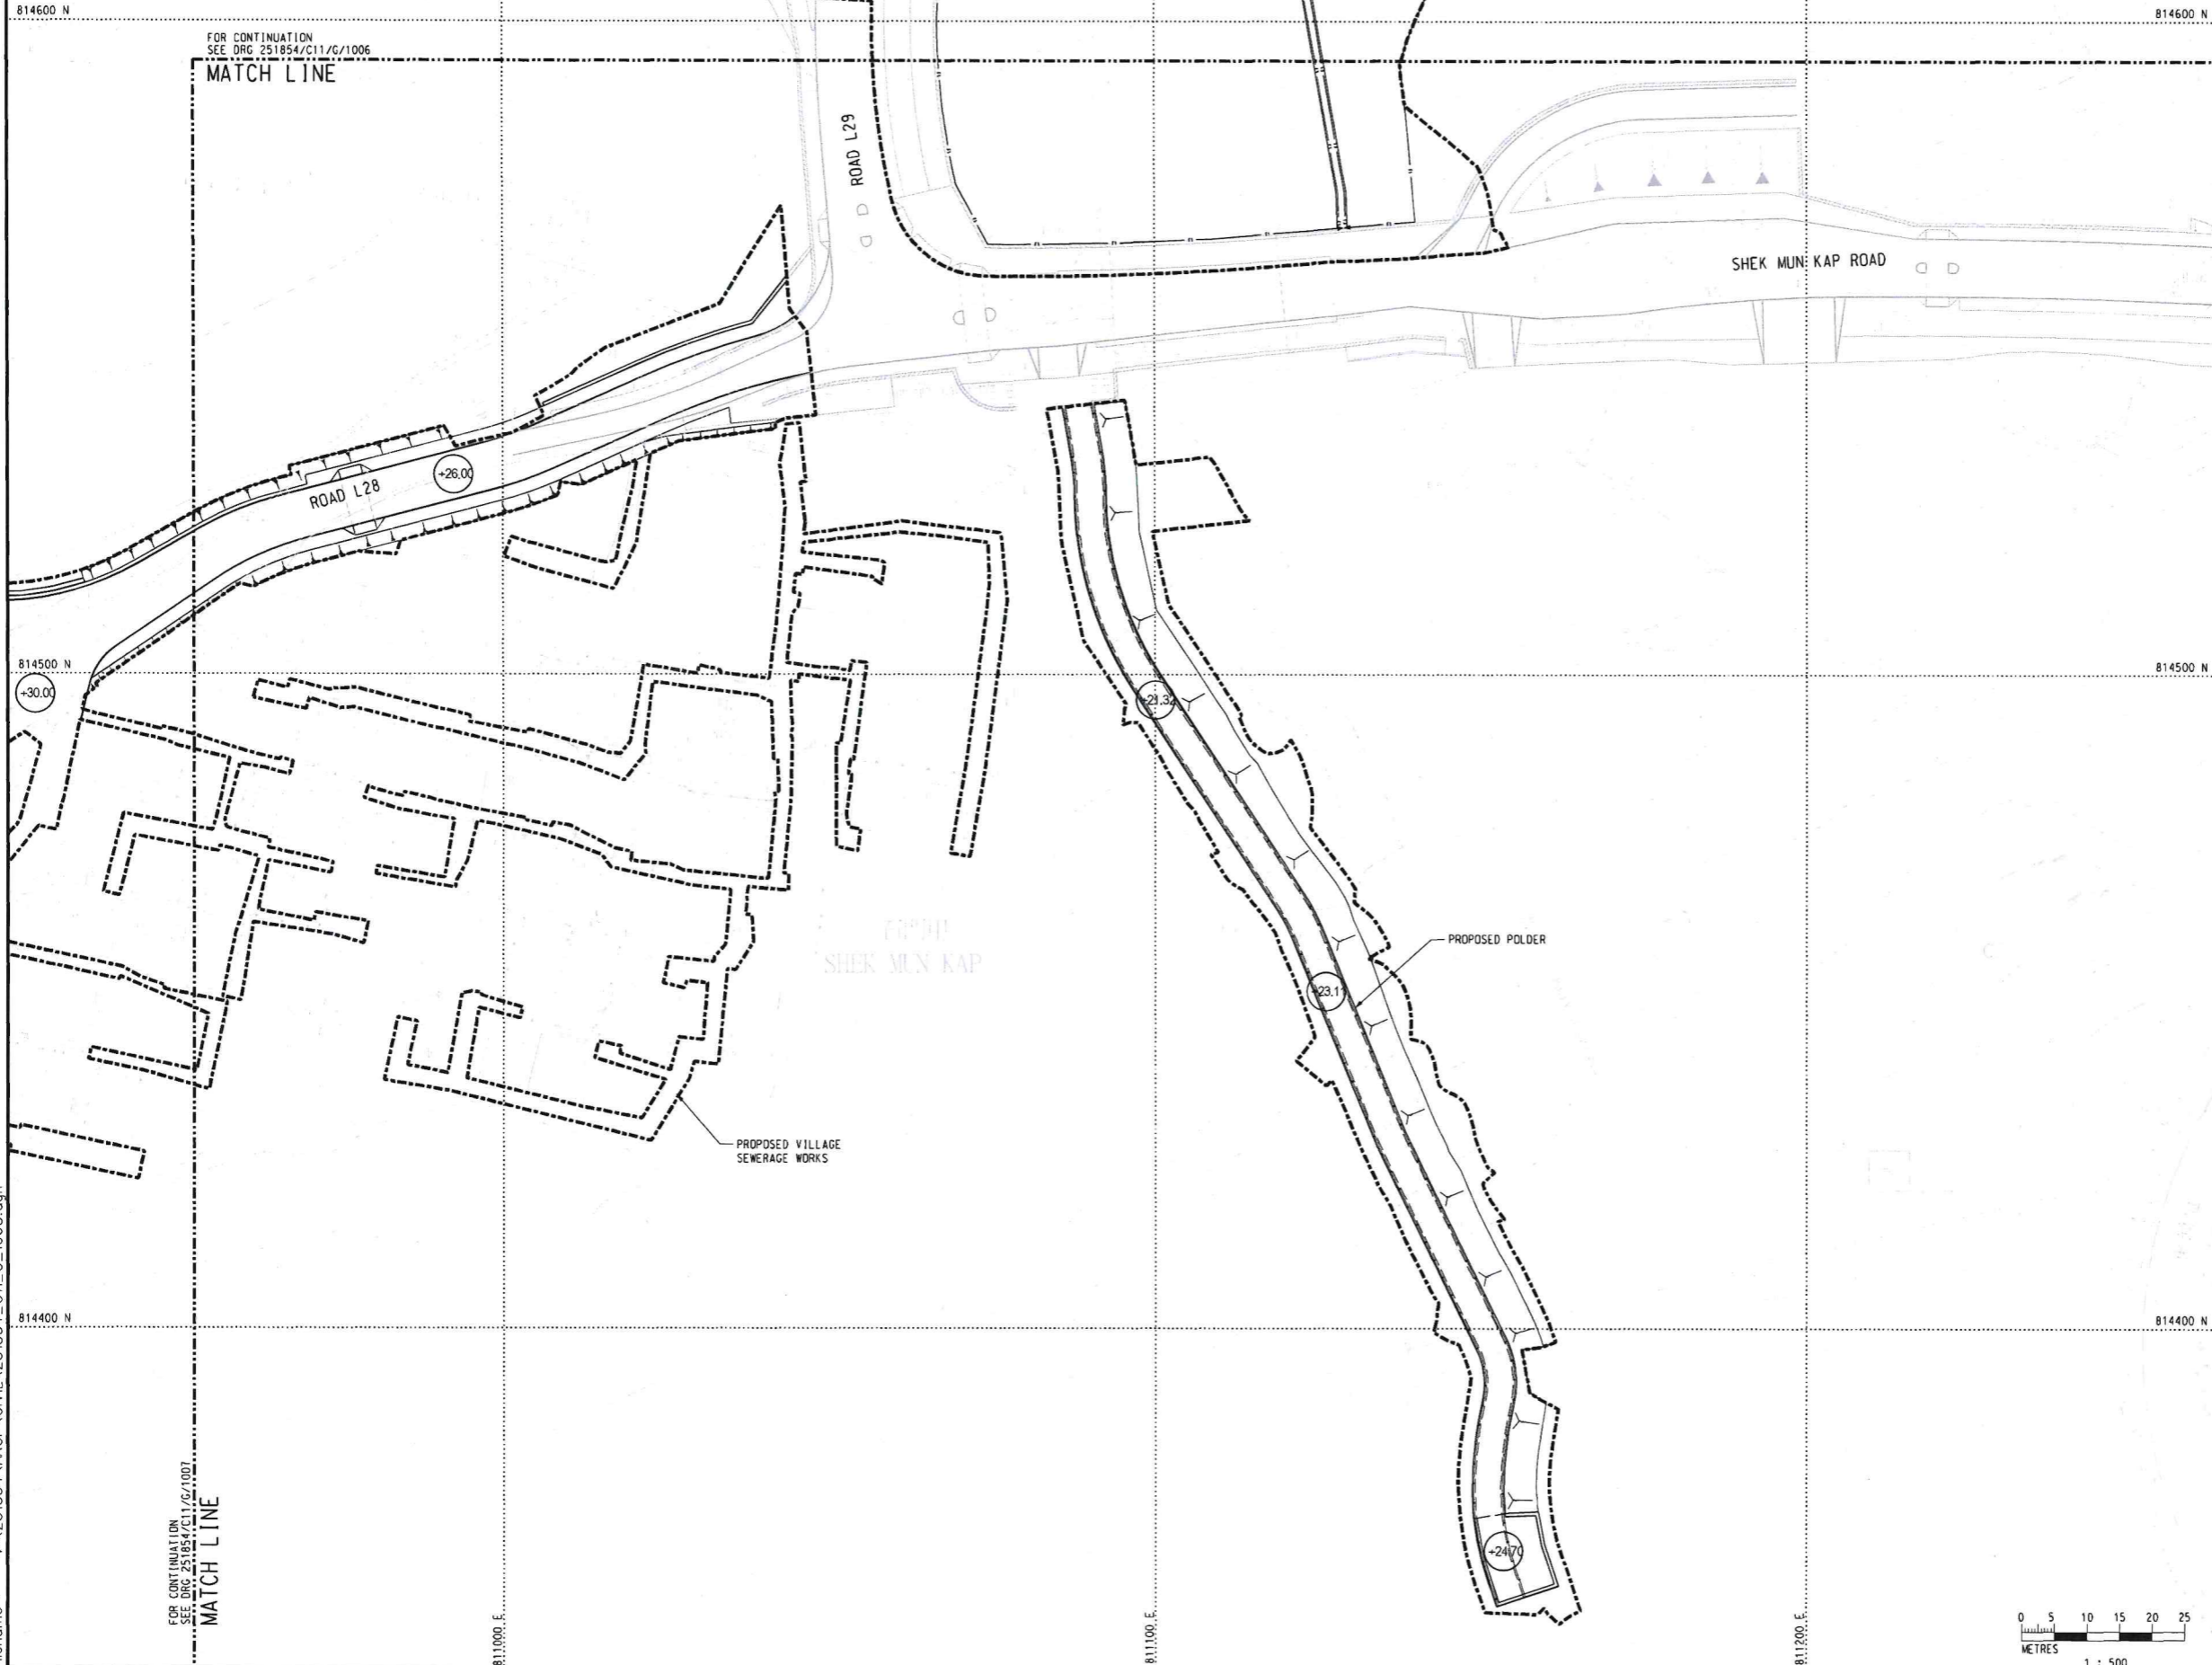 814600 N
814600 N
FOR CONTINUATION
SEE DRG 251854/C11/G/1006
MATCH LINE
ROAD L29
SHEK MUN KAP ROAD
+26.00
ROAD L28
814500 N
814500 N
+30.00
+21.32
SHEK MUN KAP
PROPOSED POLDER
+23.11
PROPOSED VILLAGE
SEWERAGE WORKS
814400 N
814400 N
FOR CONTINUATION
SEE DRG 251854/C11/G/1007
MATCH LINE
+24.70
811000 E
811100 E
811200 E
0 5 10 15 20 25
METRES
1 : 500